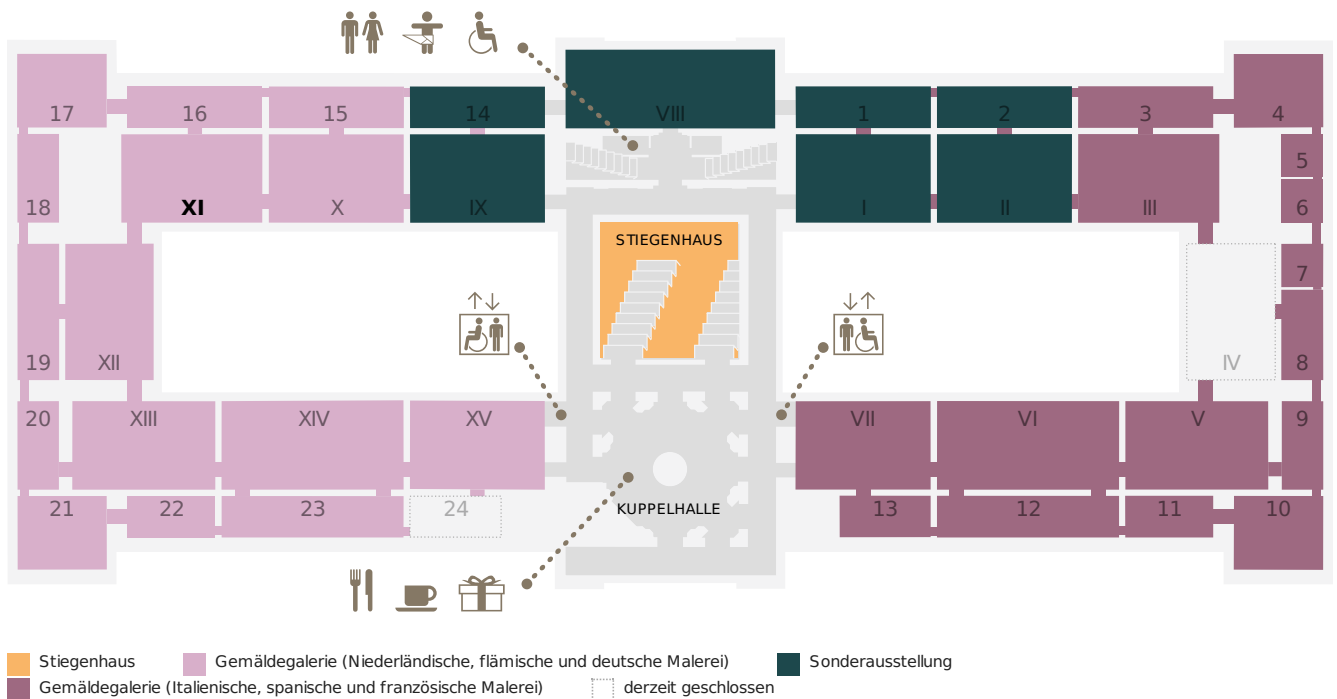 17 16 15 14 VIII 1 2 3 4
5
18 XI X IX I II III 6
STIEGENHAUS
7
19 XII IV 8
20 XIII XIV XV VII VI V 9
21 22 23 24 KUPPELHALLE 13 12 11 10
Stiegenhaus Gemäldegalerie (Niederländische, flämische und deutsche Malerei) Sonderausstellung
Gemäldegalerie (Italienische, spanische und französische Malerei) derzeit geschlossen